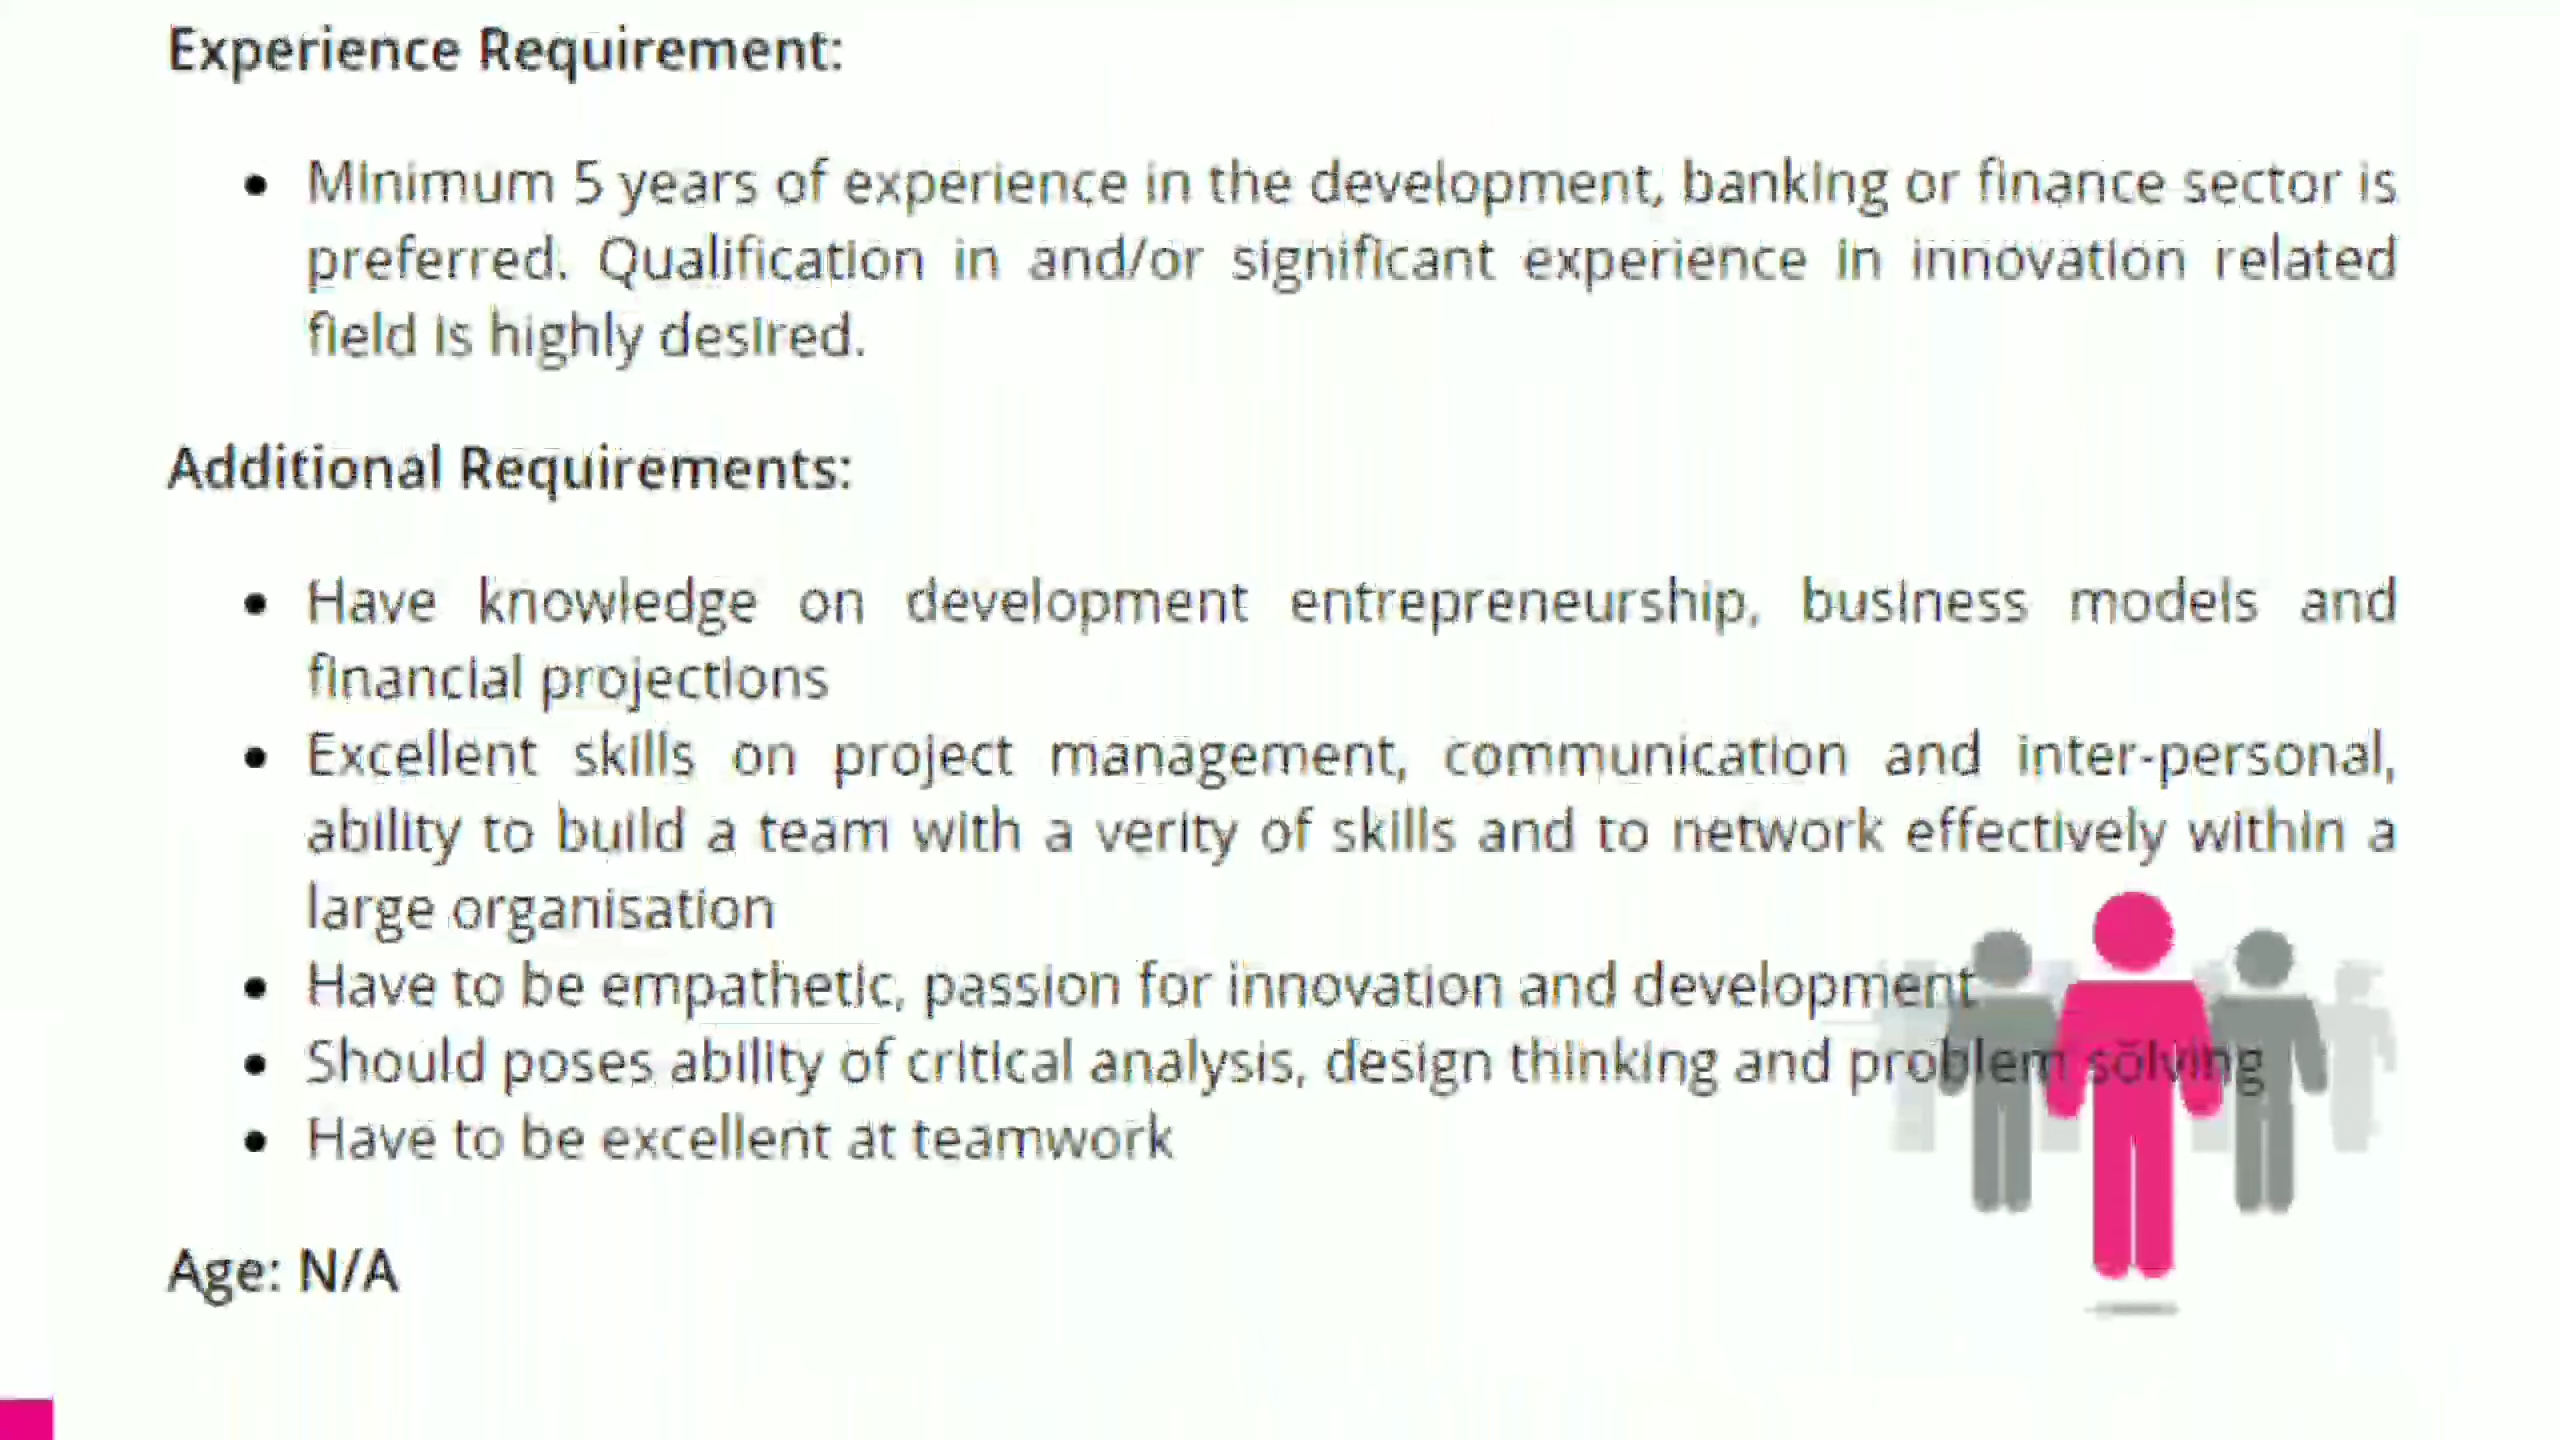 Experience Requirement:
• Minimum 5 years of experience in the development, banking or finance sector is
preferred. Qualification in and/or significant experience in innovation related
field is highly desired.
Additional Requirements:
• Have knowledge on development entrepreneurship, business models and
financial projections
• Excellent skills on project management, communication and inter-personal,
ability to build a team with a verity of skills and to network effectively within a
large organisation
• Have to be empathetic, passion for innovation and development
• Should poses ability of critical analysis, design thinking and problem solving
• Have to be excellent at teamwork
Age: N/A